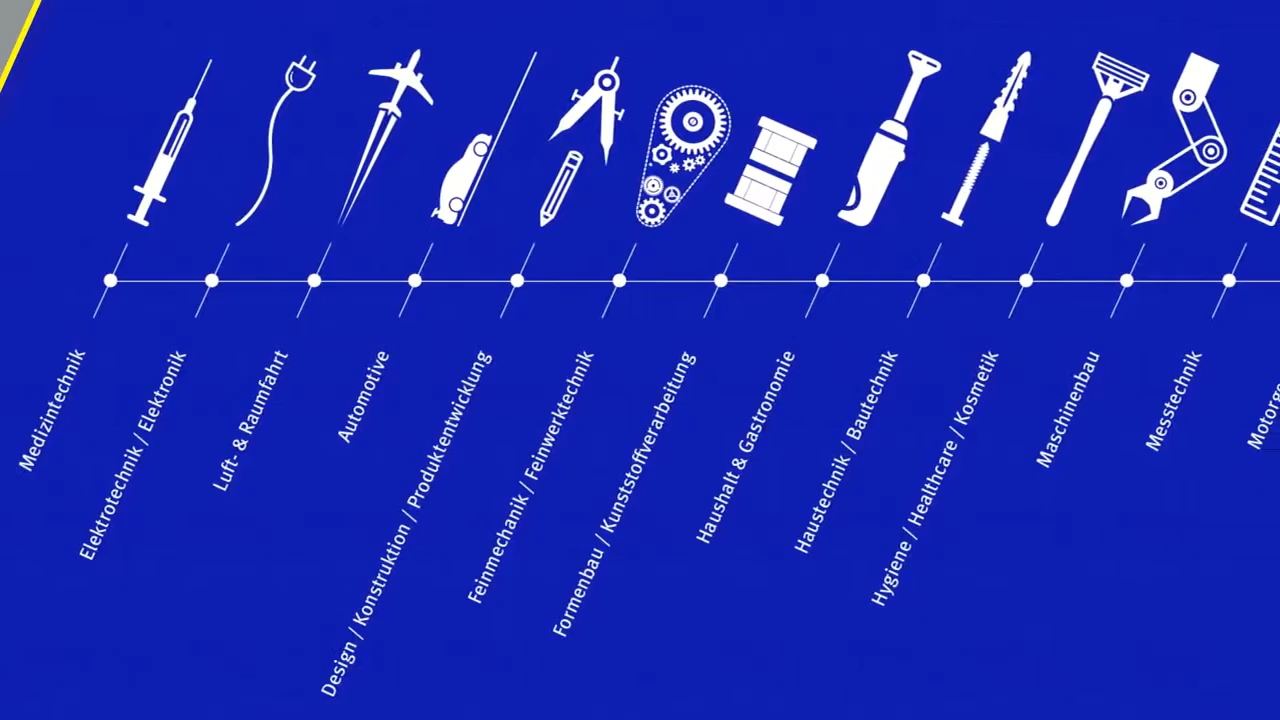 Medizintechnik
Elektrotechnik / Elektronik
Luft- & Raumfahrt
Automotive
Design / Konstruktion / Produktentwicklung
Feinmechanik / Feinwerktechnik
Formenbau / Kunststoffverarbeitung
Haushalt & Gastronomie
Haustechnik / Bautechnik
Hygiene / Healthcare / Kosmetik
Maschinenbau
Messtechnik